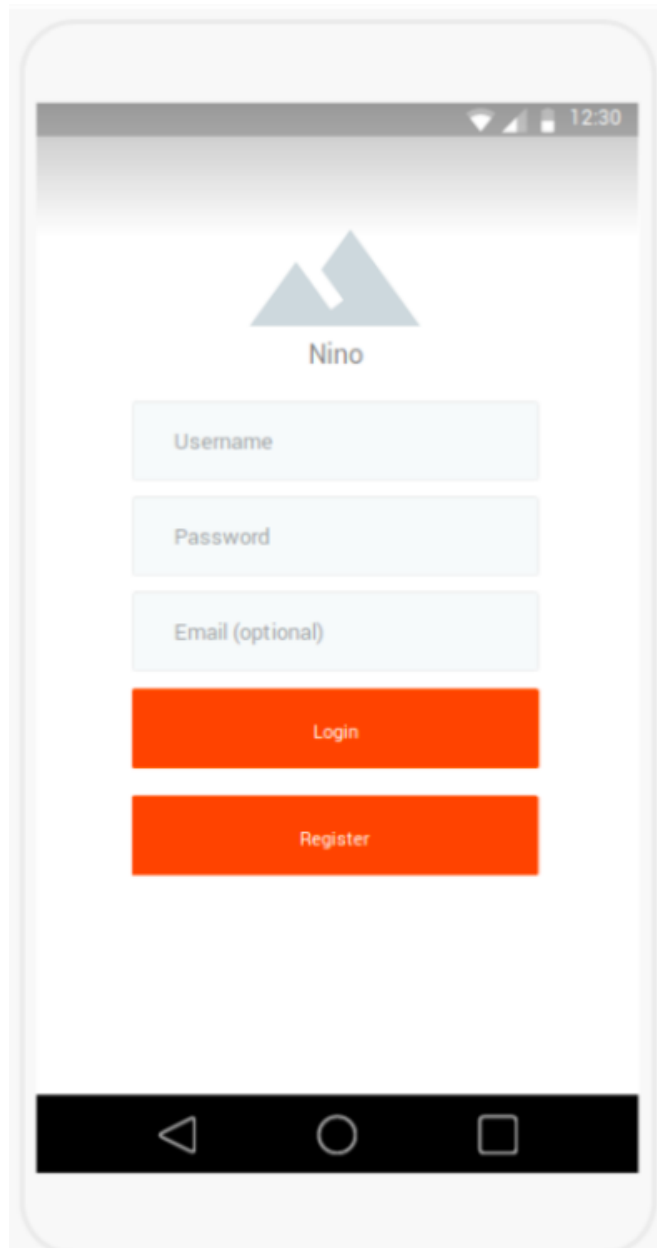 12:30
Nino
Username
Password
Email (optional)
Login
Register